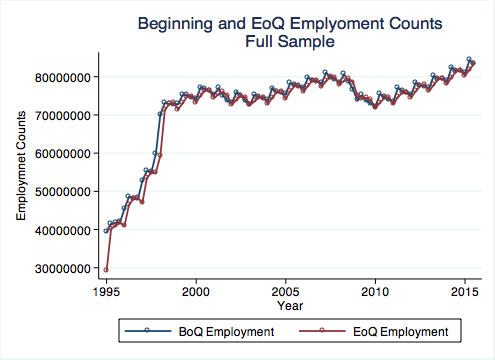 Beginning and EoQ Emplyoment Counts
Full Sample
Employmnet Counts
80000000
70000000
60000000
50000000
40000000
30000000
1995
2000
2005
2010
2015
Year
BoQ Employment
EoQ Employment